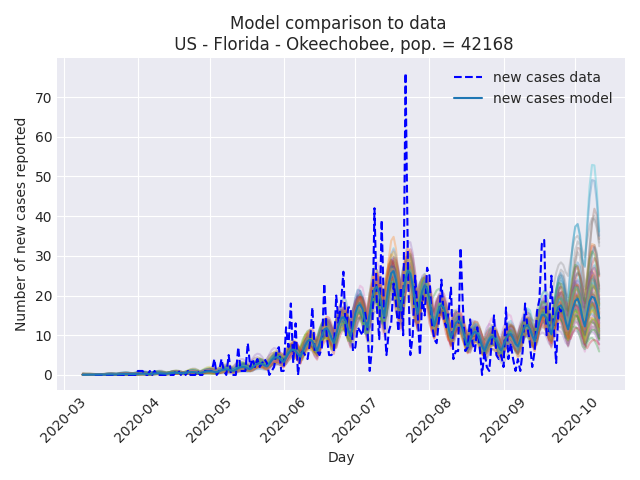 Model comparison to data
US - Florida - Okeechobee, pop. = 42168
new cases data
new cases model
Number of new cases reported
70
60
50
40
30
20
10
0
2020-03
2020-04
2020-05
2020-06
2020-07
2020-08
2020-09
2020-10
Day